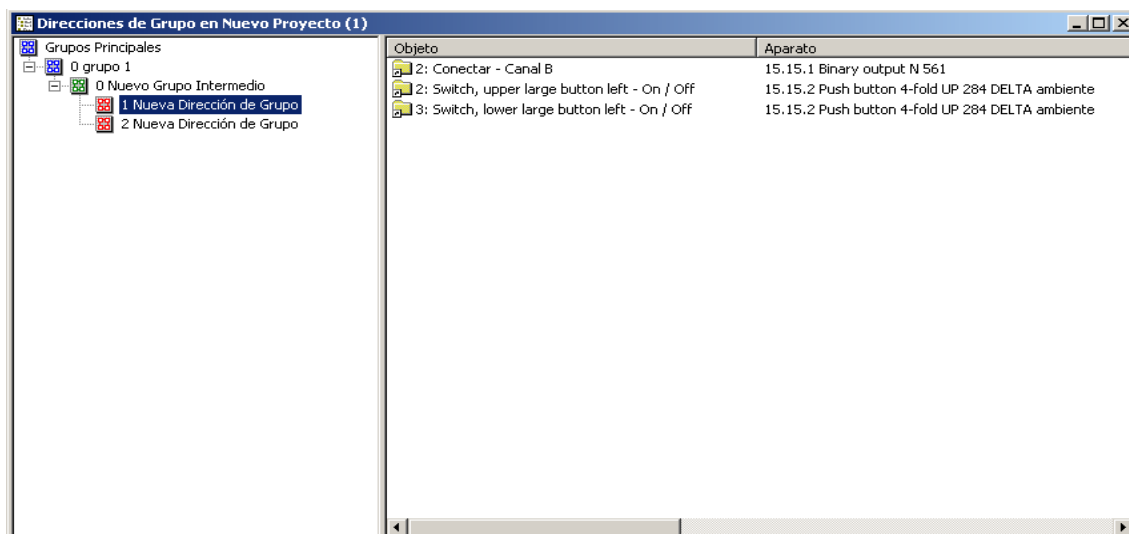 Direcciones de Grupo en Nuevo Proyecto (1)
Grupos Principales
0 grupo 1
0 Nuevo Grupo Intermedio
1 Nueva Dirección de Grupo
2 Nueva Dirección de Grupo
Objeto Aparato
2: Conectar - Canal B 15.15.1 Binary output N 561
2: Switch, upper large button left - On / Off 15.15.2 Push button 4-fold UP 284 DELTA ambiente
3: Switch, lower large button left - On / Off 15.15.2 Push button 4-fold UP 284 DELTA ambiente